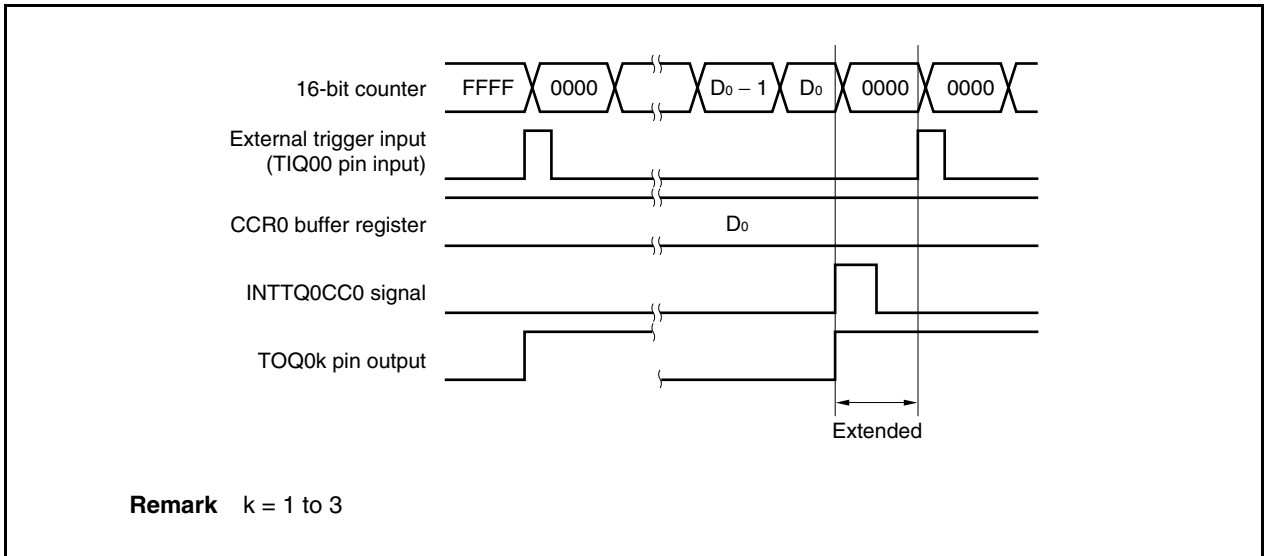 16-bit counter FFFF 0000 D0 – 1 D0 0000 0000
External trigger input
(TIQ00 pin input)
CCR0 buffer register D0
INTTQ0CC0 signal
TOQ0k pin output
Extended
Remark k = 1 to 3